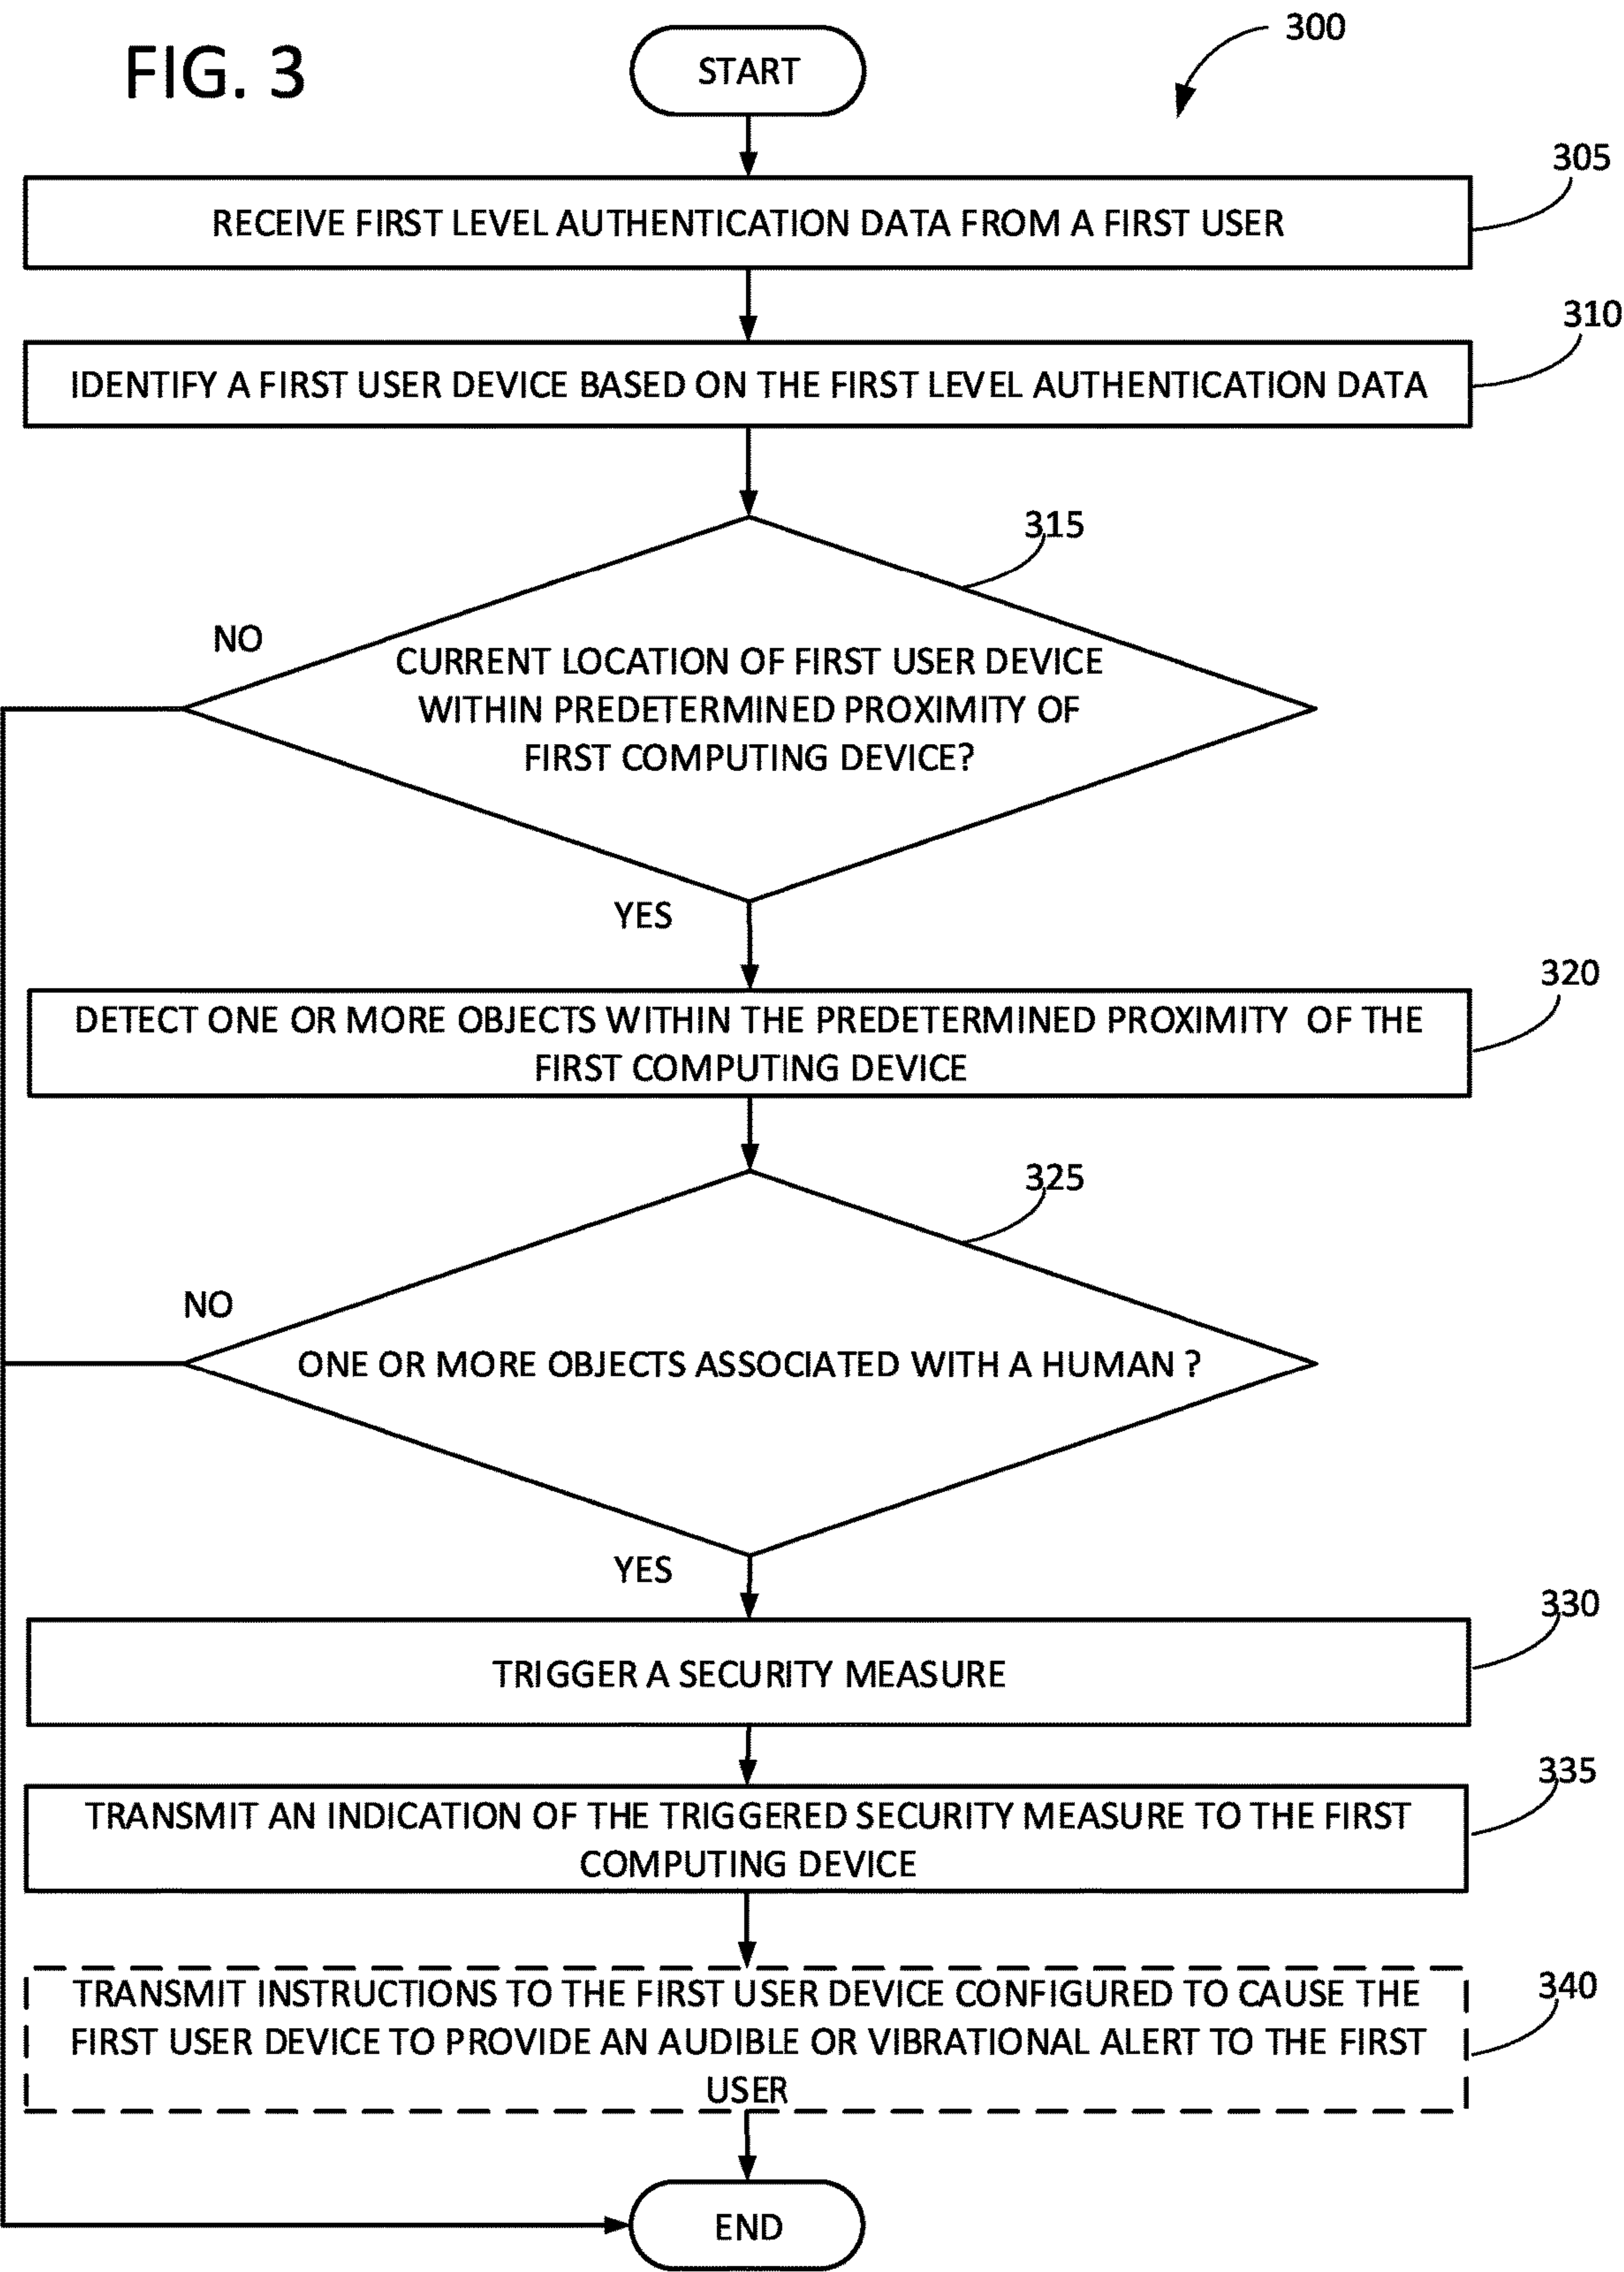 FIG. 3
START
300
305
RECEIVE FIRST LEVEL AUTHENTICATION DATA FROM A FIRST USER
310
IDENTIFY A FIRST USER DEVICE BASED ON THE FIRST LEVEL AUTHENTICATION DATA
315
NO
CURRENT LOCATION OF FIRST USER DEVICE
WITHIN PREDETERMINED PROXIMITY OF
FIRST COMPUTING DEVICE?
YES
320
DETECT ONE OR MORE OBJECTS WITHIN THE PREDETERMINED PROXIMITY OF THE
FIRST COMPUTING DEVICE
325
NO
ONE OR MORE OBJECTS ASSOCIATED WITH A HUMAN ?
YES
330
TRIGGER A SECURITY MEASURE
335
TRANSMIT AN INDICATION OF THE TRIGGERED SECURITY MEASURE TO THE FIRST
COMPUTING DEVICE
340
TRANSMIT INSTRUCTIONS TO THE FIRST USER DEVICE CONFIGURED TO CAUSE THE
FIRST USER DEVICE TO PROVIDE AN AUDIBLE OR VIBRATIONAL ALERT TO THE FIRST
USER
END